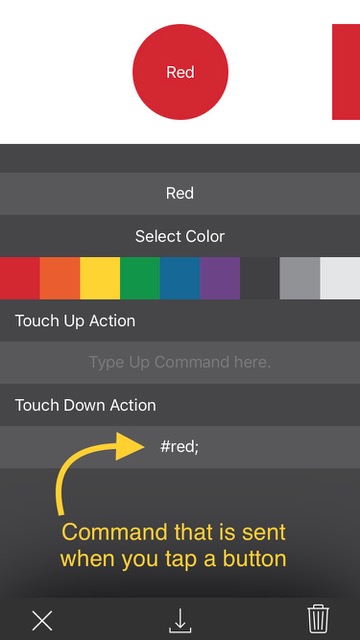 Red
Red
Select Color
Touch Up Action
Type Up Command here.
Touch Down Action
#red;
Command that is sent
when you tap a button